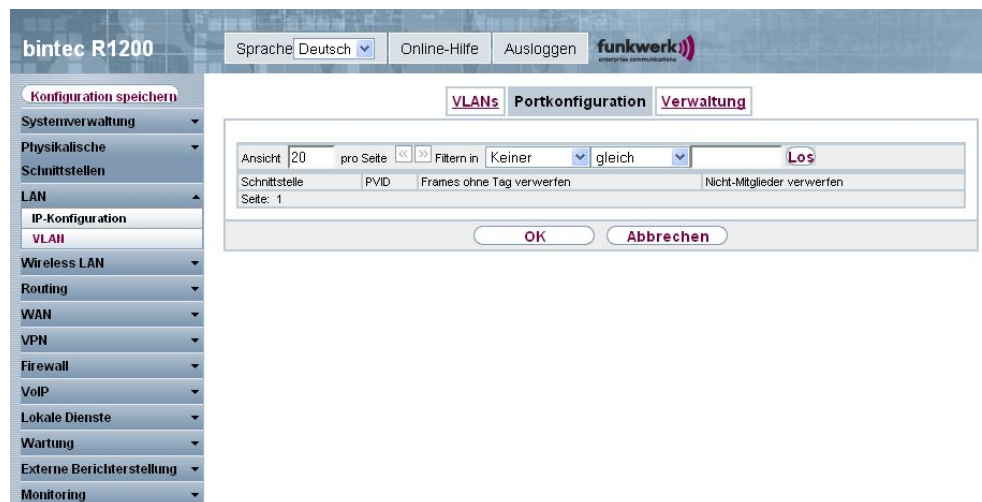 bintec R1200
Sprache Deutsch
Online-Hilfe
Ausloggen
funkwerk
enterprise communications
Konfiguration speichern
Systemverwaltung
Physikalische
Schnittstellen
LAN
IP-Konfiguration
VLAN
Wireless LAN
Routing
WAN
VPN
Firewall
VoIP
Lokale Dienste
Wartung
Externe Berichterstellung
Monitoring
VLANs Portkonfiguration Verwaltung
Ansicht 20 pro Seite << >> Filtern in Keiner gleich Los
Schnittstelle PVID Frames ohne Tag verwerfen Nicht-Mitglieder verwerfen
Seite: 1
OK Abbrechen